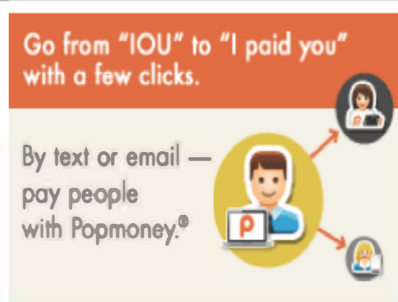 Go from “IOU” to “I paid you”
with a few clicks.
By text or email —
pay people
with Popmoney.®
P